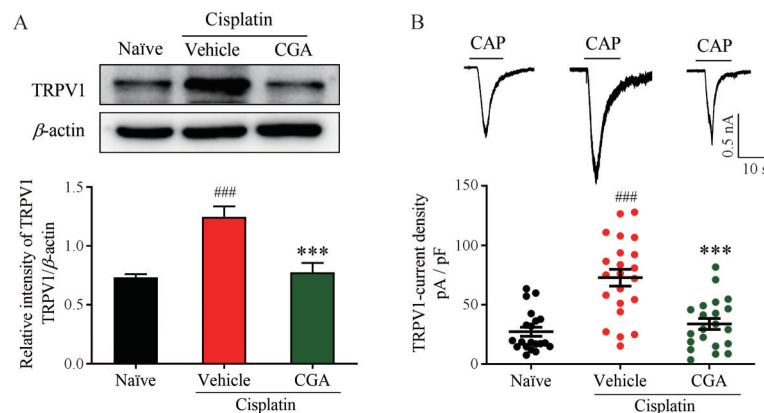 A
Cisplatin
Naïve Vehicle CGA
TRPV1
β-actin
Relative intensity of TRPV1
TRPV1/β-actin
1.5
1.0
0.5
0.0
###
***
Naïve Vehicle CGA
Cisplatin
B
CAP CAP CAP
0.5 nA
10 s
TRPV1-current density
pA / pF
150
100
50
0
###
***
Naïve Vehicle CGA
Cisplatin